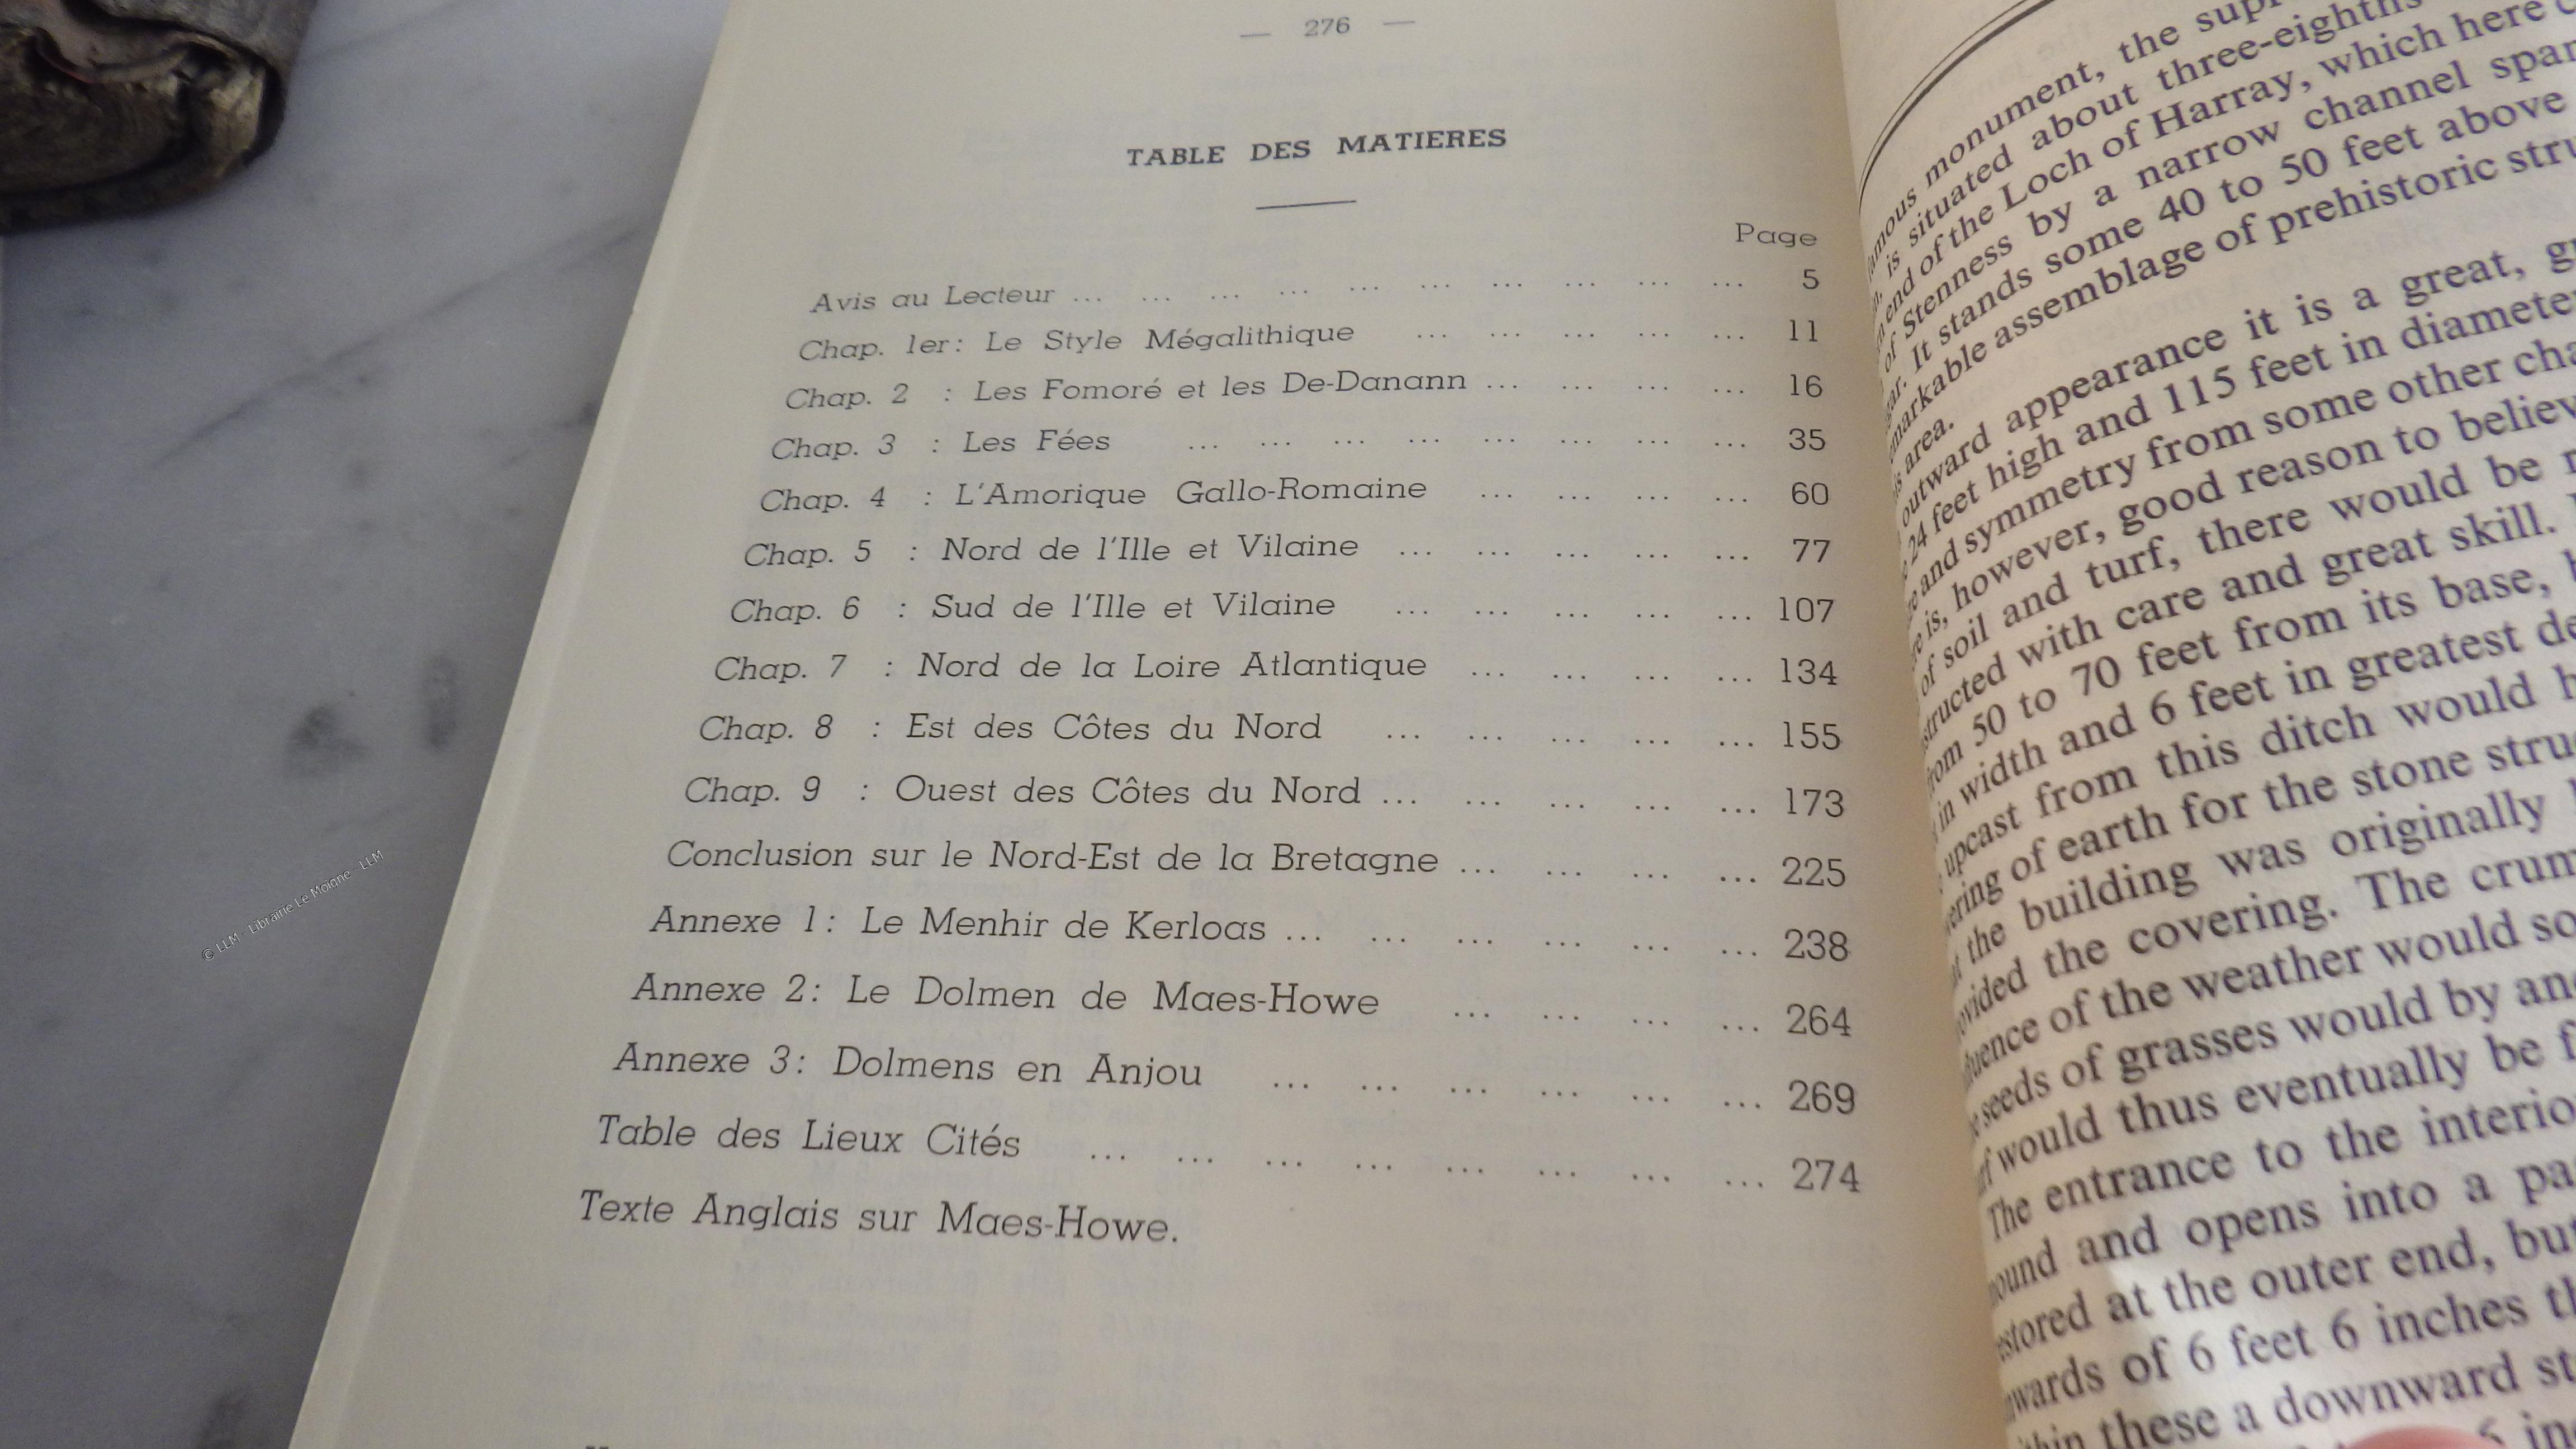 — 276 —
TABLE DES MATIERES
Page
Avis au Lecteur ... ... ... ... ... ... ... ... ... ... 5
Chap. 1er: Le Style Mégalithique ... ... ... ... ... 11
Chap. 2 : Les Fomoré et les De-Danann ... ... ... ... 16
Chap. 3 : Les Fées ... ... ... ... ... ... ... ... 35
Chap. 4 : L'Amorique Gallo-Romaine ... ... ... ... 60
Chap. 5 : Nord de l'Ille et Vilaine ... ... ... ... ... 77
Chap. 6 : Sud de l'Ille et Vilaine ... ... ... ... ... 107
Chap. 7 : Nord de la Loire Atlantique ... ... ... ... 134
Chap. 8 : Est des Côtes du Nord ... ... ... ... ... 155
Chap. 9 : Ouest des Côtes du Nord ... ... ... ... ... 173
Conclusion sur le Nord-Est de la Bretagne ... ... ... ... 225
Annexe 1: Le Menhir de Kerloas ... ... ... ... ... ... 238
Annexe 2: Le Dolmen de Maes-Howe ... ... ... ... 264
Annexe 3: Dolmens en Anjou ... ... ... ... ... ... 269
Table des Lieux Cités ... ... ... ... ... ... ... ... 274
Texte Anglais sur Maes-Howe.
© LLM - Librairie Le Moigne - LLM
monument, the
is situated about three-eighths
end of the Loch of Harray, which here
of Stenness by a narrow channel
It stands some 40 to 50 feet above
assemblage of prehistoric
area.
outward appearance it is a great,
24 feet high and 115 feet in
and symmetry from some other
is, however, good reason to
of soil and turf, there would be
with care and great skill.
from 50 to 70 feet from its base,
in width and 6 feet in greatest
upcast from this ditch would
of earth for the stone
the building was originally
the covering. The
of the weather would
seeds of grasses would by
would thus eventually be
The entrance to the
and opens into a
at the outer end,
of 6 feet 6 inches
these a downward